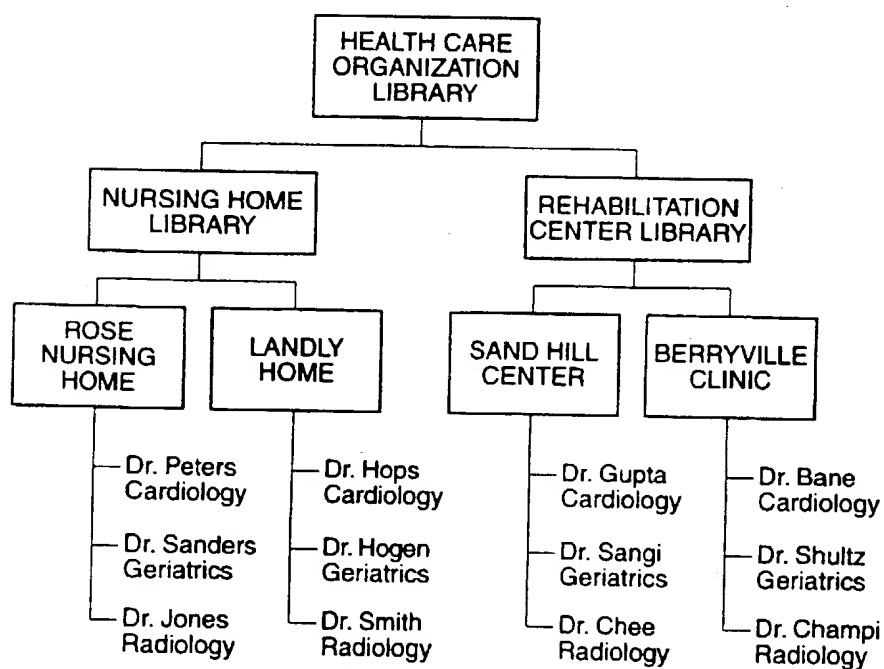 HEALTH CARE
ORGANIZATION
LIBRARY
NURSING HOME
LIBRARY
REHABILITATION
CENTER LIBRARY
ROSE
NURSING
HOME
LANDLY
HOME
SAND HILL
CENTER
BERRYVILLE
CLINIC
Dr. Peters
Cardiology
Dr. Sanders
Geriatrics
Dr. Jones
Radiology
Dr. Hops
Cardiology
Dr. Hogen
Geriatrics
Dr. Smith
Radiology
Dr. Gupta
Cardiology
Dr. Sangi
Geriatrics
Dr. Chee
Radiology
Dr. Bane
Cardiology
Dr. Shultz
Geriatrics
Dr. Champi
Radiology